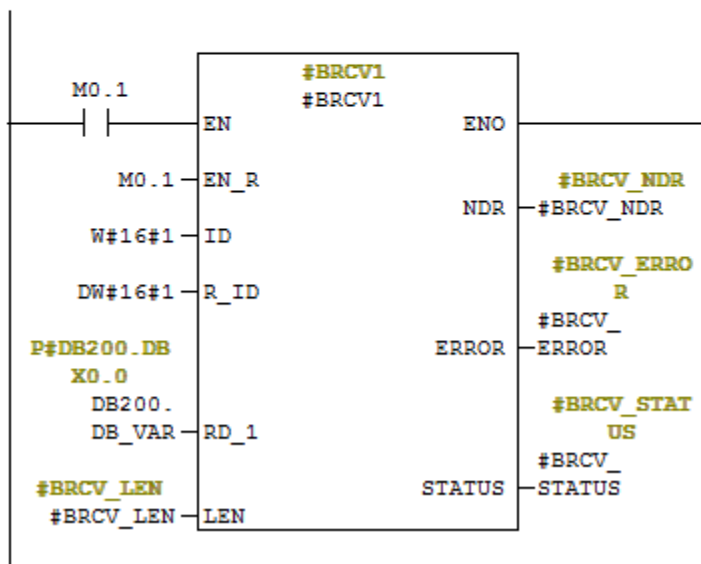 #BRCV1
M0.1
#BRCV1
EN
ENO
M0.1
EN_R
#BRCV_NDR
NDR
#BRCV_NDR
W#16#1
ID
#BRCV_ERRO
R
DW#16#1
R_ID
#BRCV_
P#DB200.DB
ERROR
ERROR
X0.0
DB200.
#BRCV_STAT
DB_VAR
RD_1
US
#BRCV_
#BRCV_LEN
STATUS
STATUS
#BRCV_LEN
LEN